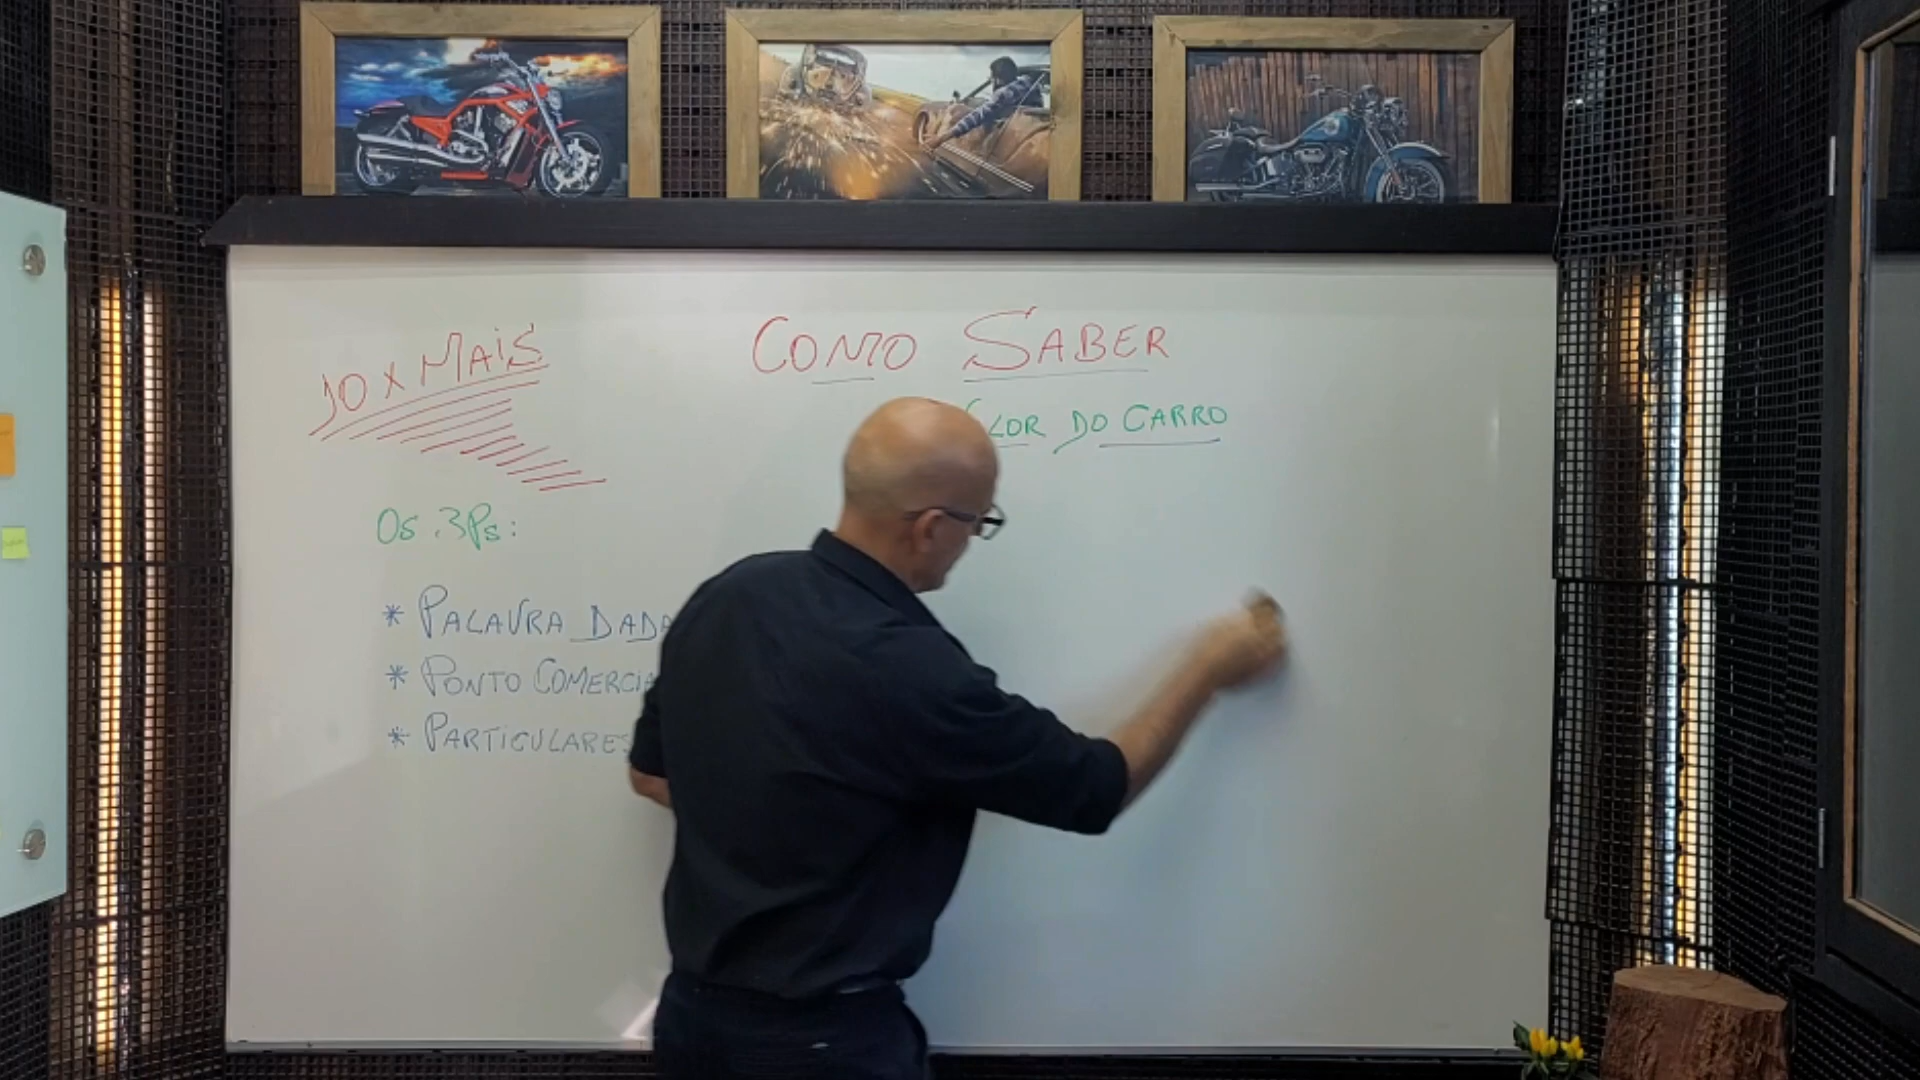 10 x MAiS
COMO SABER
LOR DO CARRO
Os 3Ps:
* PALAVRA DADA
* PONTO COMERCIA
* PARTICULARES